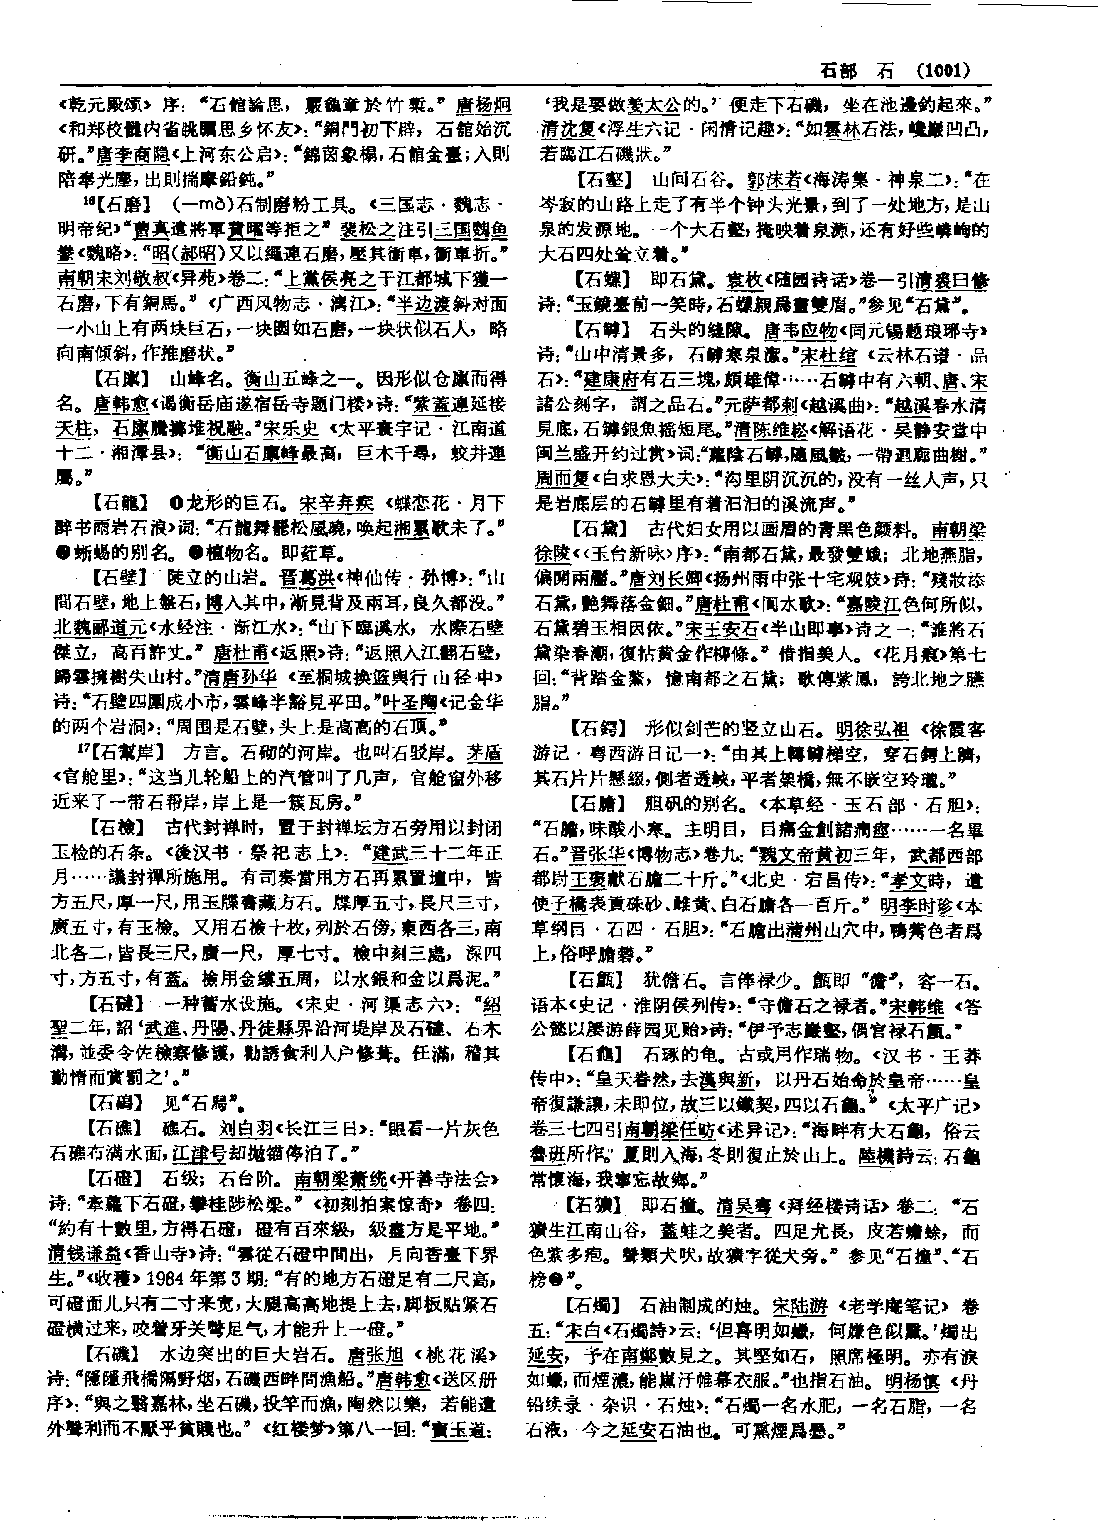 石部 石 (1001)
《乾元殿颂》序：“石館論思，嚴徽章於竹槧。”唐杨炯
《和郑校雠内省眺矚思乡怀友》：“銅門初下辟，石館始沉
研。”唐李商隐《上河东公启》：“錦茵象榻，石館金臺；入則
陪奉光塵，出則揣摩鉛鈍。”
16【石磨】 (—mò)石制磨粉工具。《三国志·魏志·
明帝纪》“曹真遣將軍費曜等拒之”裴松之注引三国魏鱼
豢《魏略》：“昭(郝昭)又以繩連石磨，壓其衝車，衝車折。”
南朝宋刘敬叔《异苑》卷二：“上黨侯亮之于江都城下獲一
石磨，下有銅馬。”《广西风物志·漓江》：“半边渡斜对面
一小山上有两块巨石，一块圆如石磨，一块状似石人，略
向南倾斜，作推磨状。”
【石廩】 山峰名。衡山五峰之一。因形似仓廩而得
名。唐韩愈《谒衡岳庙遂宿岳寺题门楼》诗：“紫蓋連延接
天柱，石廩騰擲堆祝融。”宋乐史《太平寰宇记·江南道
十二·湘潭县》：“衡山石廩峰最高，巨木千尋，蛟井連
屬。”
【石龍】 ❶龙形的巨石。宋辛弃疾《蝶恋花·月下
醉书雨岩石浪》词：“石龍舞罷松風曉，唤起湘纍歌未了。”
❷蜥蜴的别名。❸植物名。即荭草。
【石壁】 陡立的山岩。晋葛洪《神仙传·孙博》：“山
間石壁，地上盤石，博入其中，漸見背及兩耳，良久都没。”
北魏郦道元《水经注·渐江水》：“山下臨溪水，水際石壁
傑立，高百許丈。”唐杜甫《返照》诗：“返照入江翻石壁，
歸雲擁樹失山村。”清唐孙华《至桐城换篮舆行山径中》
诗：“石壁四圍成小市，雲峰半豁見平田。”叶圣陶《记金华
的两个岩洞》：“周围是石壁，头上是高高的石顶。”
17【石幫岸】 方言。石砌的河岸。也叫石驳岸。茅盾
《官舱里》：“这当儿轮船上的汽管叫了几声，官舱窗外移
近来了一带石帮岸，岸上是一簇瓦房。”
【石檢】 古代封禅时，置于封禅坛方石旁用以封闭
玉检的石条。《後汉书·祭祀志上》：“建武三十二年正
月……議封禪所施用。有司奏當用方石再累置壇中，皆
方五尺，厚一尺，用玉牒書藏方石。牒厚五寸，長尺三寸，
廣五寸，有玉檢。又用石檢十枚，列於石傍，東西各三，南
北各二，皆長三尺，廣一尺，厚七寸。檢中刻三處，深四
寸，方五寸，有蓋。檢用金縷五周，以水銀和金以爲泥。”
【石䃮】 一种蓄水设施。《宋史·河渠志六》：“紹
聖二年，詔‘武進、丹陽、丹徒縣界沿河堤岸及石䃮、石木
溝，並委令佐檢察修護，勸誘食利人户修葺。任滿，稽其
勤惰而賞罰之’。”
【石磶】 见“石舄”。
【石礁】 礁石。刘白羽《长江三日》：“眼看一片灰色
石礁布满水面，江津号却抛锚停泊了。”
【石磴】 石级；石台阶。南朝梁萧统《开善寺法会》
诗：“牽蘿下石磴，攀桂陟松梁。”《初刻拍案惊奇》卷四：
“約有十數里，方得石磴，磴有百來級，級盡方是平地。”
清钱谦益《香山寺》诗：“雲從石磴中間出，月向香臺下界
生。”《收穫》1984年第3期：“有的地方石磴足有二尺高，
可磴面儿只有二寸来宽，大腿高高地提上去，脚板贴紧石
磴横过来，咬着牙关弯足气，才能升上一磴。”
【石磯】 水边突出的巨大岩石。唐张旭《桃花溪》
诗：“隱隱飛橋隔野烟，石磯西畔問漁船。”唐韩愈《送区册
序》：“與之翳嘉林，坐石磯，投竿而漁，陶然以樂，若能遺
外聲利而不厭乎貧賤也。”《红楼梦》第八一回：“寶玉道：
‘我是要做姜太公的。’便走下石磯，坐在池邊釣起來。”
清沈复《浮生六记·闲情记趣》：“如雲林石法，巉巖凹凸，
若臨江石磯狀。”
【石壑】 山间石谷。郭沫若《海涛集·神泉二》：“在
岑寂的山路上走了有半个钟头光景，到了一处地方，是山
泉的发源地。一个大石壑，掩映着泉源，还有好些嶙峋的
大石四处耸立着。”
【石螺】 即石黛。袁枚《随园诗话》卷一引清裘曰修
诗：“玉鏡臺前一笑時，石螺親爲畫雙眉。”参见“石黛”。
【石罅】 石头的缝隙。唐韦应物《同元锡题琅琊寺》
诗：“山中清景多，石罅寒泉潔。”宋杜绾《云林石谱·品
石》：“建康府有石三塊，頗雄偉……石罅中有六朝、唐、宋
諸公刻字，謂之品石。”元萨都剌《越溪曲》：“越溪春水清
見底，石罅銀魚摇短尾。”清陈维崧《解语花·吴静安堂中
闽兰盛开约过赏》词：“蘿陰石罅，隨風皺，一帶迴廊曲榭。”
周而复《白求恩大夫》：“沟里阴沉沉的，没有一丝人声，只
是岩底层的石罅里有着汩汩的溪流声。”
【石黛】 古代妇女用以画眉的青黑色颜料。南朝梁
徐陵《〈玉台新咏〉序》：“南都石黛，最發雙蛾；北地燕脂，
偏開兩靨。”唐刘长卿《扬州雨中张十宅观妓》诗：“殘妝添
石黛，艷舞落金鈿。”唐杜甫《阆水歌》：“嘉陵江色何所似，
石黛碧玉相因依。”宋王安石《半山即事》诗之一：“誰將石
黛染春潮，復拈黄金作柳條。”借指美人。《花月痕》第七
回：“背踏金鰲，憶南都之石黛；歌傳紫鳳，誇北地之臙
脂。”
【石鍔】 形似剑芒的竖立山石。明徐弘祖《徐霞客
游记·粤西游日记一》：“由其上轉罅梯空，穿石鍔上躋，
其石片片懸綴，側者透峽，平者架橋，無不嵌空玲瓏。”
【石膽】 胆矾的别名。《本草经·玉石部·石胆》：
“石膽，味酸小寒。主明目，目痛金創諸癇痙……一名畢
石。”晋张华《博物志》卷九：“魏文帝黄初三年，武都西部
都尉王褒献石膽二十斤。”《北史·宕昌传》：“孝文時，遣
使子橋表貢硃砂、雌黄、白石膽各一百斤。”明李时珍《本
草纲目·石四·石胆》：“石膽出蒲州山穴中，鴨觜色者爲
上，俗呼膽礬。”
【石甔】 犹儋石。言俸禄少。甔即“儋”，容一石。
语本《史记·淮阴侯列传》：“守儋石之禄者。”宋韩维《答
公懿以屡游薛园见贻》诗：“伊予志巖壑，偶官禄石甔。”
【石龜】 石琢的龟。古或用作瑞物。《汉书·王莽
传中》：“皇天眷然，去漢與新，以丹石始命於皇帝……皇
帝復謙讓，未即位，故三以鐵契，四以石龜。”《太平广记》
卷三七四引南朝梁任昉《述异记》：“海畔有大石龜，俗云
魯班所作。夏則入海，冬則復止於山上。陸機詩云：石龜
常懷海，我寧忘故鄉。”
【石獷】 即石撞。清吴骞《拜经楼诗话》卷二：“石
獷生江南山谷，蓋蛙之美者。四足尤長，皮若蟾蜍，而
色紫多疱。聲類犬吠，故獷字從犬旁。”参见“石撞”、“石
榜❷”。
【石燭】 石油制成的烛。宋陆游《老学庵笔记》卷
五：“宋白《石燭詩》云：‘但喜明如蠟，何嫌色似黳。’燭出
延安，予在南鄭數見之。其堅如石，照席極明。亦有淚
如蠟，而煙濃，能熏汙帷幕衣服。”也指石油。明杨慎《丹
铅续录·杂识·石烛》：“石燭一名水肥，一名石脂，一名
石液，今之延安石油也。可熏煙爲墨。”